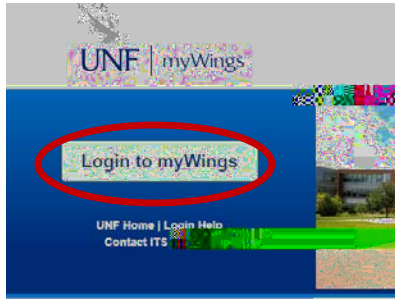 UNF | myWings
Login to myWings
UNF Home | Login Help
Contact ITS